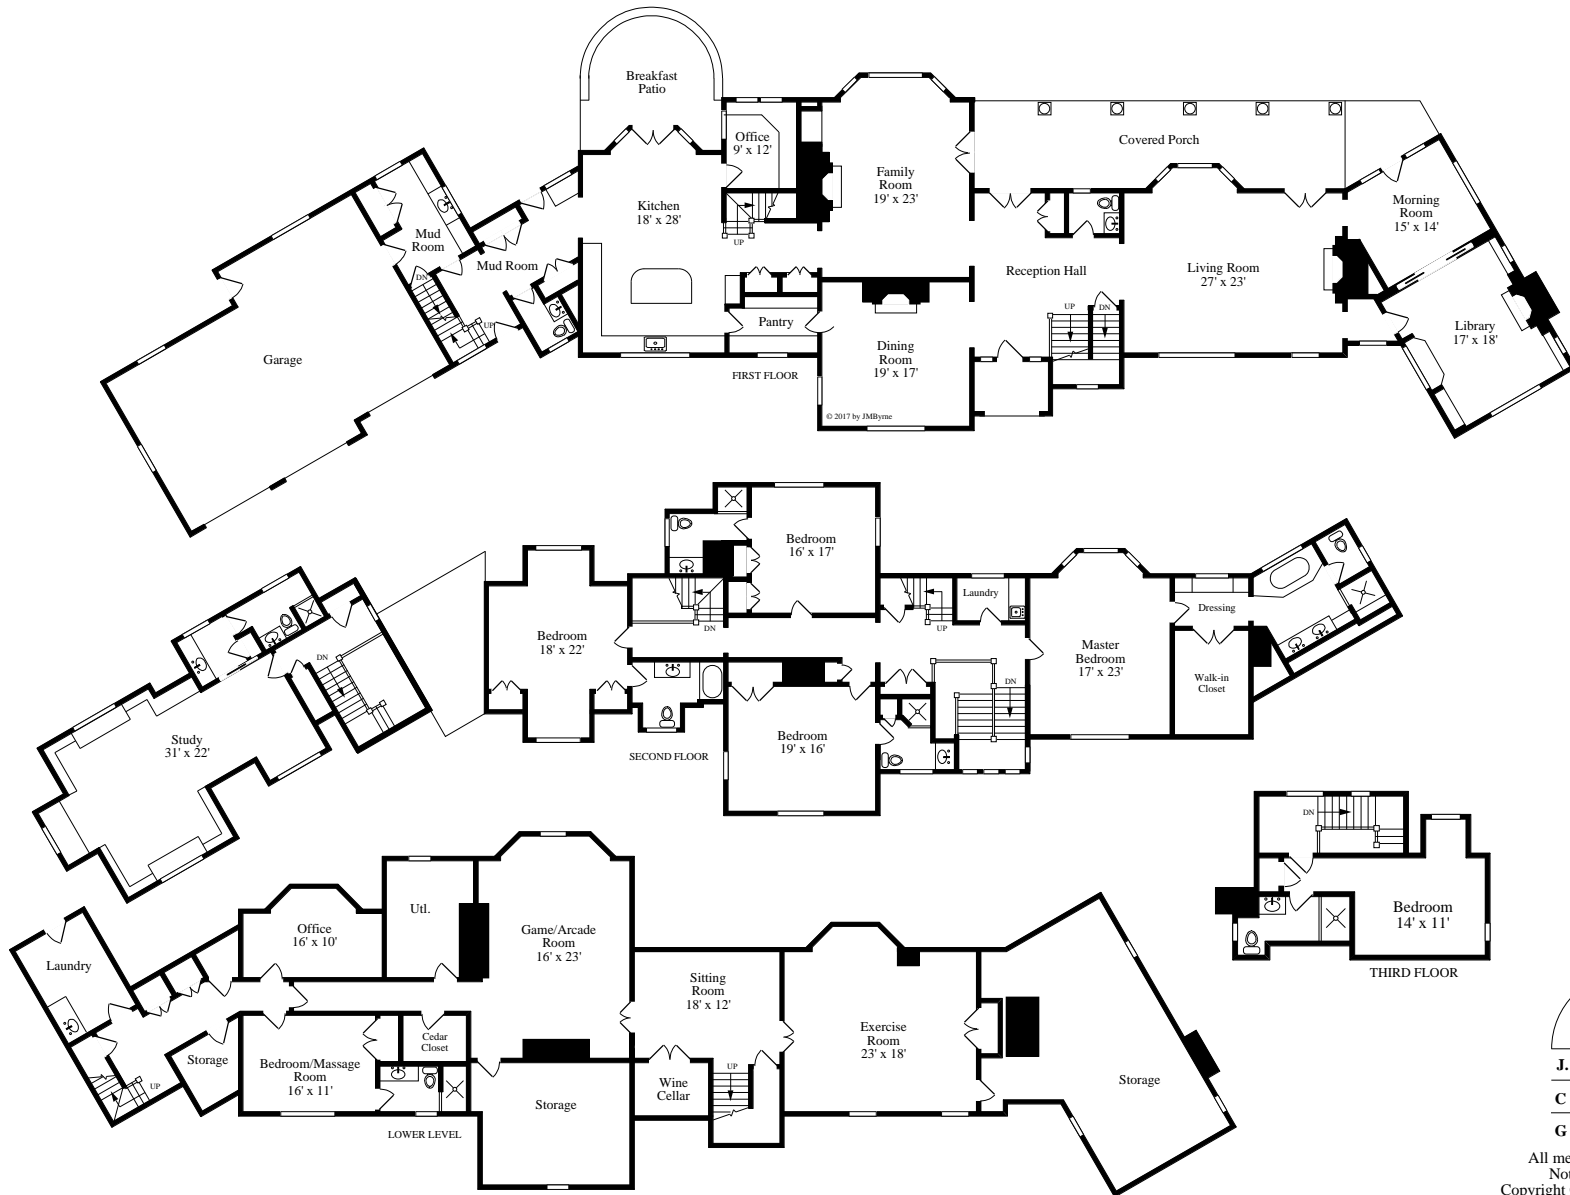 Breakfast
Patio
Office
9' x 12'
Covered Porch
Family
Room
19' x 23'
Kitchen
18' x 28'
Morning
Room
15' x 14'
Mud
Room
Mud Room
UP
DN
Reception Hall
Living Room
27' x 23'
UP
DN
UP
Pantry
Library
17' x 18'
Garage
Dining
Room
19' x 17'
FIRST FLOOR
© 2017 by JMByrne
Bedroom
16' x 17'
Laundry
Dressing
Bedroom
18' x 22'
DN
UP
Master
Bedroom
17' x 23'
DN
Walk-in
Closet
DN
Study
31' x 22'
Bedroom
19' x 16'
SECOND FLOOR
DN
Bedroom
14' x 11'
THIRD FLOOR
Utl.
Office
16' x 10'
Game/Arcade
Room
16' x 23'
Laundry
Sitting
Room
18' x 12'
Exercise
Room
23' x 18'
Cedar
Closet
Storage
Bedroom/Massage
Room
16' x 11'
UP
UP
Wine
Cellar
Storage
Storage
LOWER LEVEL
J.
C
G
All me
Not
Copyright